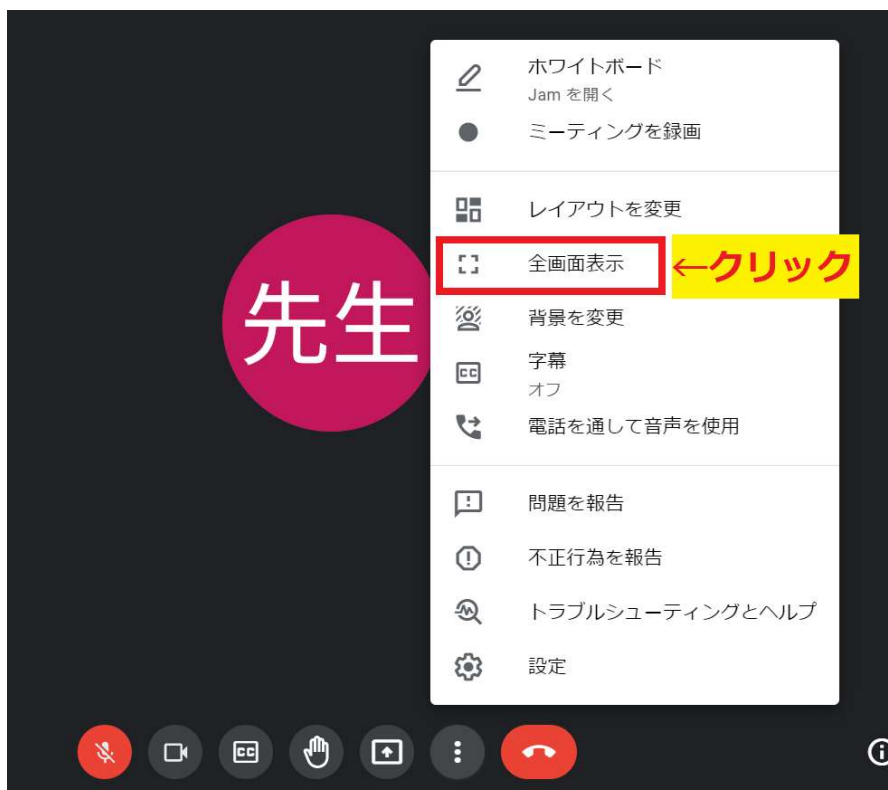 ホワイトボード
Jam を開く
ミーティングを録画
レイアウトを変更
全画面表示
←クリック
先生
背景を変更
CC
字幕
オフ
電話を通して音声を使用
問題を報告
不正行為を報告
トラブルシューティングとヘルプ
設定
CC